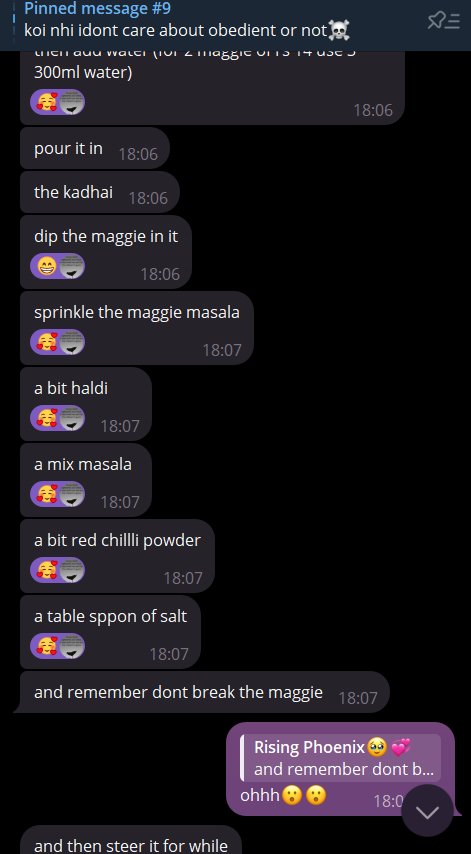 Pinned message #9
koi nhi idont care about obedient or not☠️
then add water (for 2 maggie of rs 14 use 3
300ml water)
18:06
pour it in 18:06
the kadhai 18:06
dip the maggie in it
18:06
sprinkle the maggie masala
18:07
a bit haldi
18:07
a mix masala
18:07
a bit red chillli powder
18:07
a table sppon of salt
18:07
and remember dont break the maggie 18:07
Rising Phoenix🥹💞
and remember dont b...
ohhh😮😮 18:0
and then steer it for while